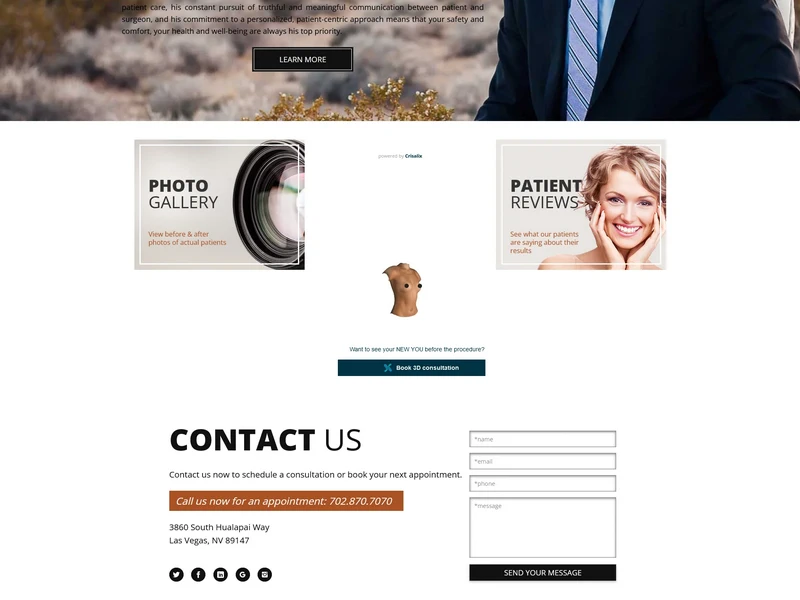 patient care, his constant pursuit of truthful and meaningful communication between patient and
surgeon, and his commitment to a personalized, patient-centric approach means that your safety and
comfort, your health and well-being are always his top priority.
LEARN MORE
PHOTO
GALLERY
View before & after
photos of actual patients
powered by Crisalix
Want to see your NEW YOU before the procedure?
Book 3D consultation
PATIENT
REVIEWS
See what our patients
are saying about their
results
CONTACT US
Contact us now to schedule a consultation or book your next appointment.
Call us now for an appointment: 702.870.7070
3860 South Hualapai Way
Las Vegas, NV 89147
*name
*email
*phone
*message
SEND YOUR MESSAGE